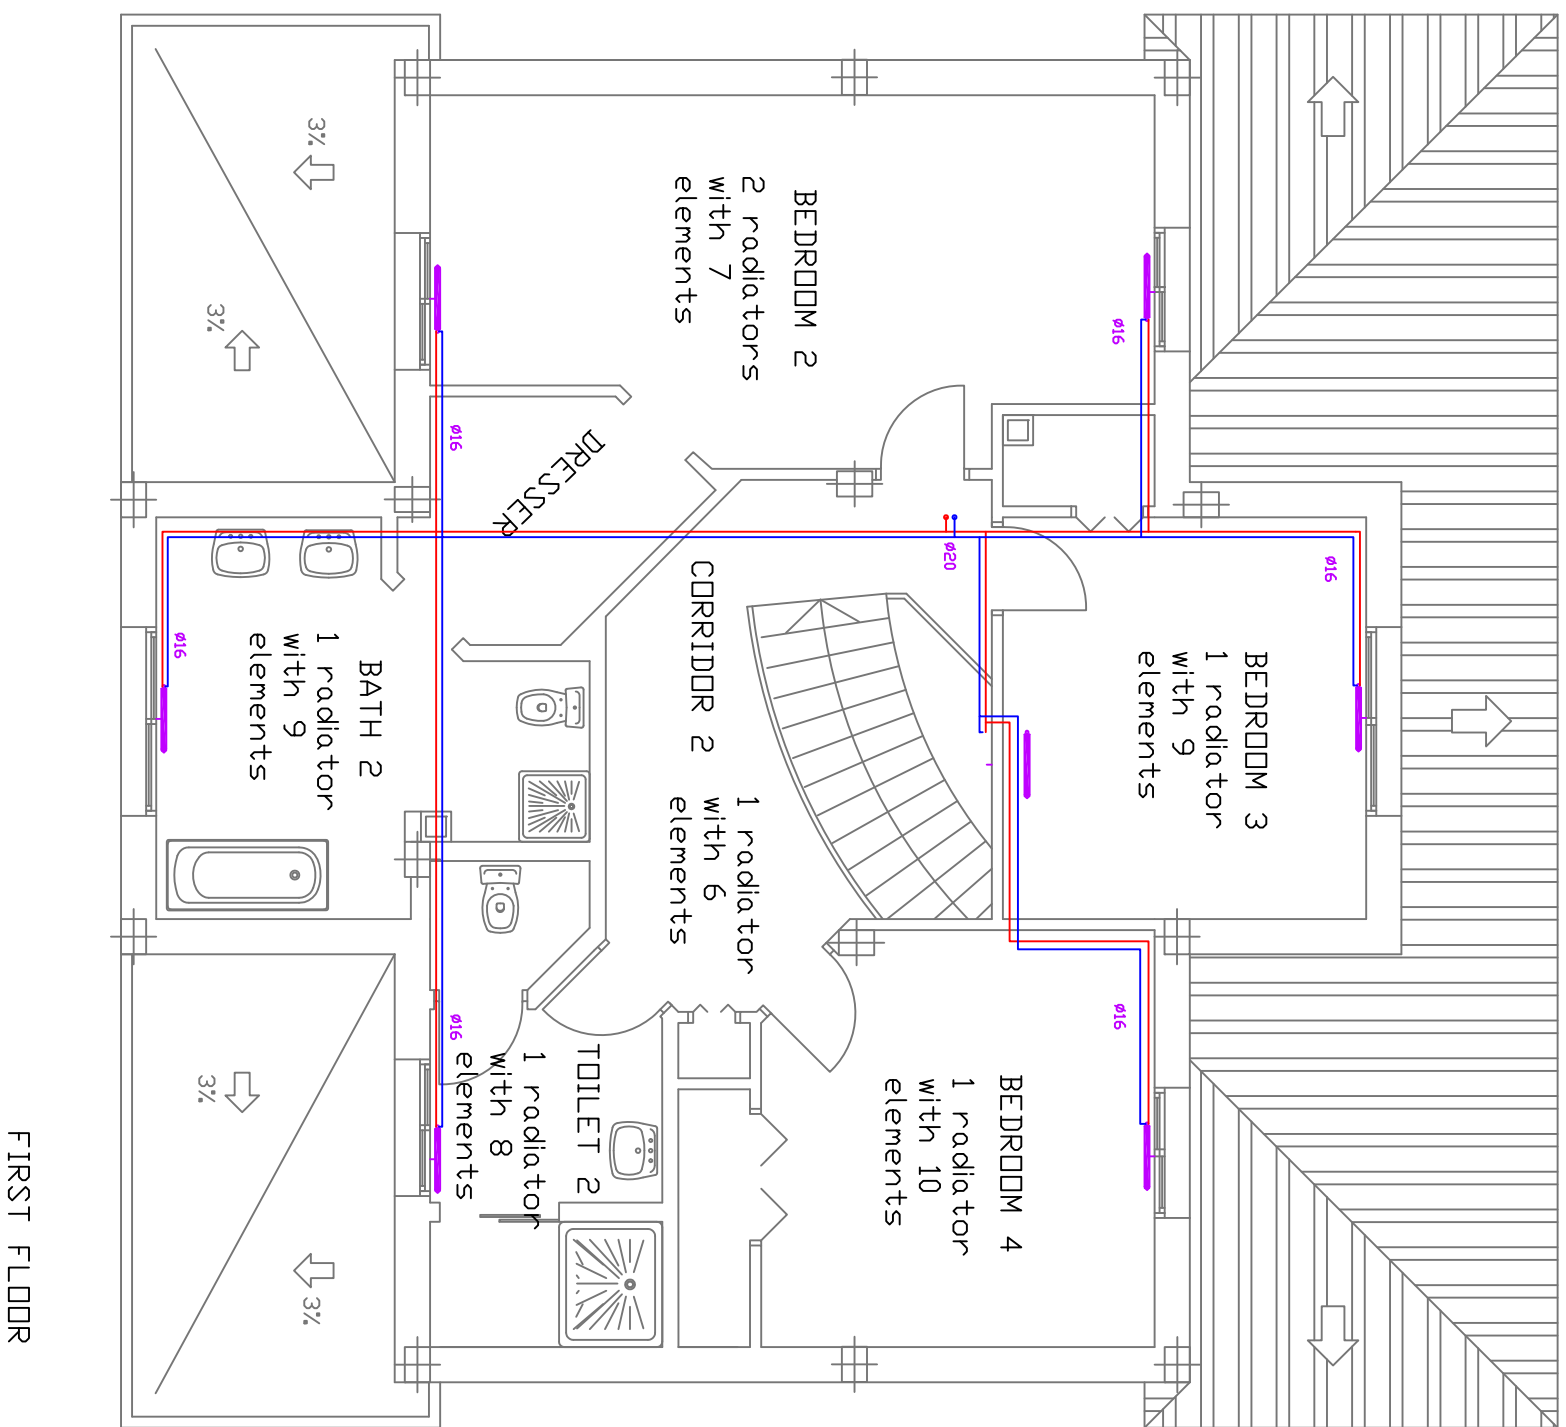 BEDROOM 2
2 radiators
with 7
elements
DRESSER
BEDROOM 3
1 radiator
with 9
elements
CORRIDOR 2
1 radiator
with 6
elements
BATH 2
1 radiator
with 9
elements
BEDROOM 4
1 radiator
with 10
elements
TOILET 2
1 radiator
with 8
elements
ø16
ø16
ø20
ø16
ø16
ø16
ø16
3%
3%
3%
3%
FIRST FLOOR